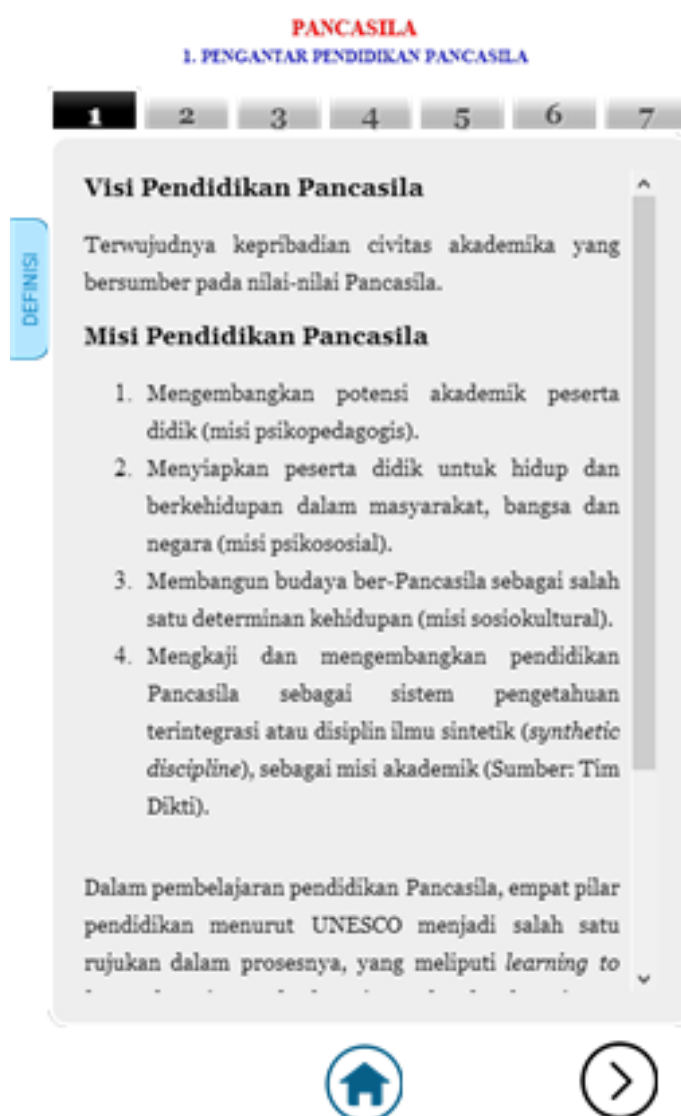 PANCASILA
1. PENGANTAR PENDIDIKAN PANCASILA
1 2 3 4 5 6 7
DEFINISI
Visi Pendidikan Pancasila
Terwujudnya kepribadian civitas akademika yang
bersumber pada nilai-nilai Pancasila.
Misi Pendidikan Pancasila
1. Mengembangkan potensi akademik peserta
didik (misi psikopedagogis).
2. Menyiapkan peserta didik untuk hidup dan
berkehidupan dalam masyarakat, bangsa dan
negara (misi psikososial).
3. Membangun budaya ber-Pancasila sebagai salah
satu determinan kehidupan (misi sosiokultural).
4. Mengkaji dan mengembangkan pendidikan
Pancasila sebagai sistem pengetahuan
terintegrasi atau disiplin ilmu sintetik (synthetic
discipline), sebagai misi akademik (Sumber: Tim
Dikti).
Dalam pembelajaran pendidikan Pancasila, empat pilar
pendidikan menurut UNESCO menjadi salah satu
rujukan dalam prosesnya, yang meliputi learning to